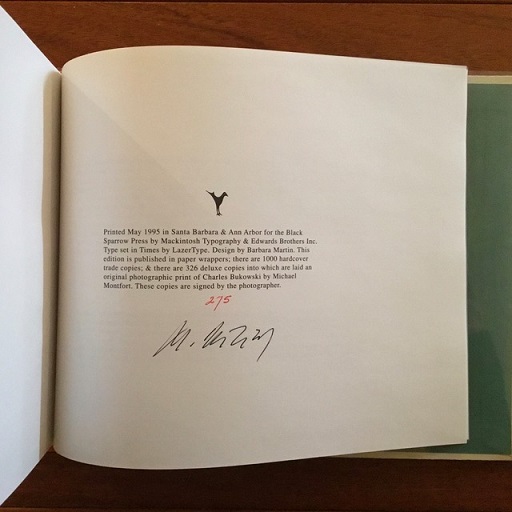 Printed May 1995 in Santa Barbara & Ann Arbor for the Black
Sparrow Press by Mackintosh Typography & Edwards Brothers Inc.
Type set in Times by LazerType. Design by Barbara Martin. This
edition is published in paper wrappers; there are 1000 hardcover
trade copies; & there are 326 deluxe copies into which are laid an
original photographic print of Charles Bukowski by Michael
Montfort. These copies are signed by the photographer.
275
M.